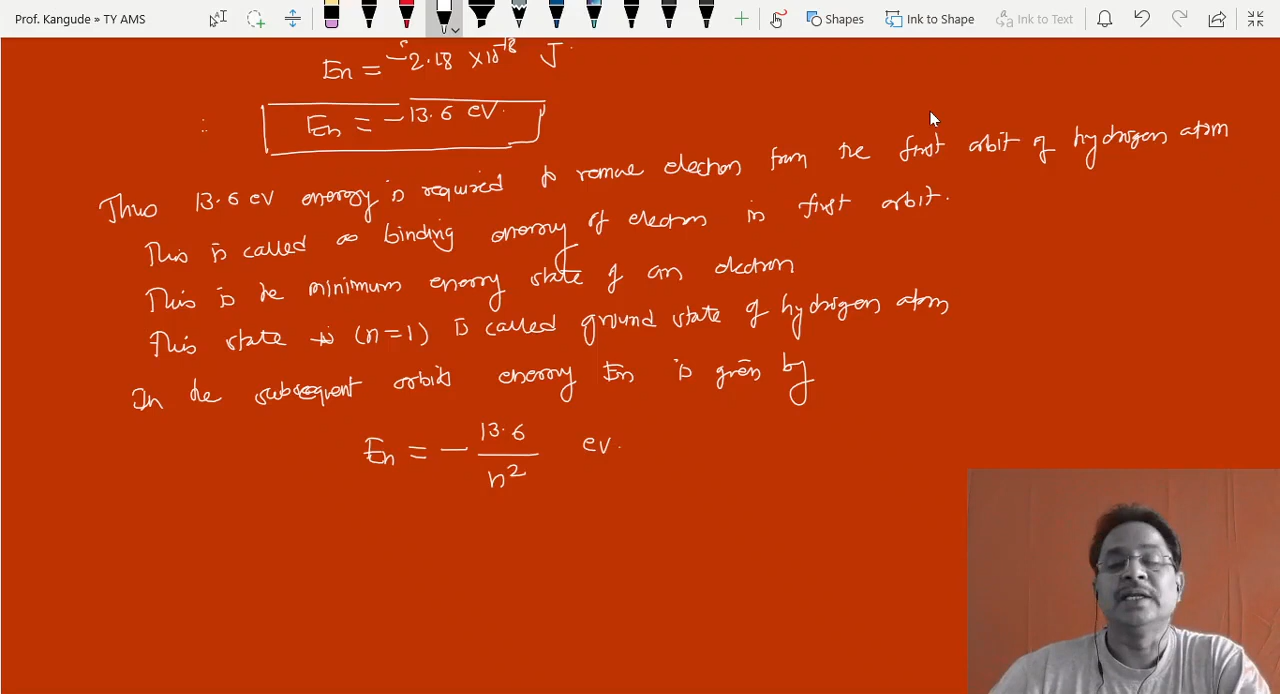 Prof. Kangude » TY AMS
Shapes
Ink to Shape
Ink to Text
En = -2.18 ×10⁻¹⁸ J
∴ En = -13.6 eV.
Thus 13.6 eV energy is required to remove electron from the first orbit of hydrogen atom
This is called as binding energy of electron in first orbit.
This is the minimum energy state of an electron
This state is (n=1) is called ground state of hydrogen atom
In the subsequent orbits energy En is given by
En = - 13.6 / n² eV.